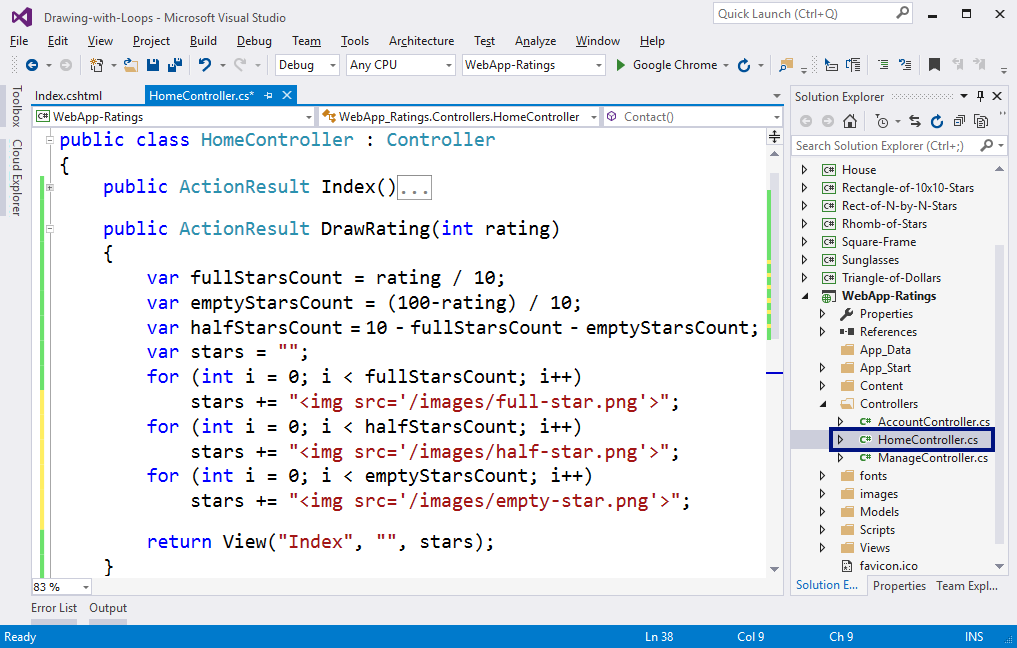 Drawing-with-Loops - Microsoft Visual Studio
Quick Launch (Ctrl+Q)
File Edit View Project Build Debug Team Tools Architecture Test Analyze Window Help
Debug Any CPU WebApp-Ratings Google Chrome
Toolbox
Cloud Explorer
Index.cshtml HomeController.cs*
C# WebApp-Ratings WebApp_Ratings.Controllers.HomeController Contact()
public class HomeController : Controller
{
public ActionResult Index()...
public ActionResult DrawRating(int rating)
{
var fullStarsCount = rating / 10;
var emptyStarsCount = (100-rating) / 10;
var halfStarsCount = 10 - fullStarsCount - emptyStarsCount;
var stars = "";
for (int i = 0; i < fullStarsCount; i++)
stars += "<img src='/images/full-star.png'>";
for (int i = 0; i < halfStarsCount; i++)
stars += "<img src='/images/half-star.png'>";
for (int i = 0; i < emptyStarsCount; i++)
stars += "<img src='/images/empty-star.png'>";
return View("Index", "", stars);
}
83 %
Error List Output
Solution Explorer
Search Solution Explorer (Ctrl+;)
C# House
C# Rectangle-of-10x10-Stars
C# Rect-of-N-by-N-Stars
C# Rhomb-of-Stars
C# Square-Frame
C# Sunglasses
C# Triangle-of-Dollars
WebApp-Ratings
Properties
References
App_Data
App_Start
Content
Controllers
C# AccountController.cs
C# HomeController.cs
C# ManageController.cs
fonts
images
Models
Scripts
Views
favicon.ico
Solution E... Properties Team Expl...
Ready Ln 38 Col 9 Ch 9 INS